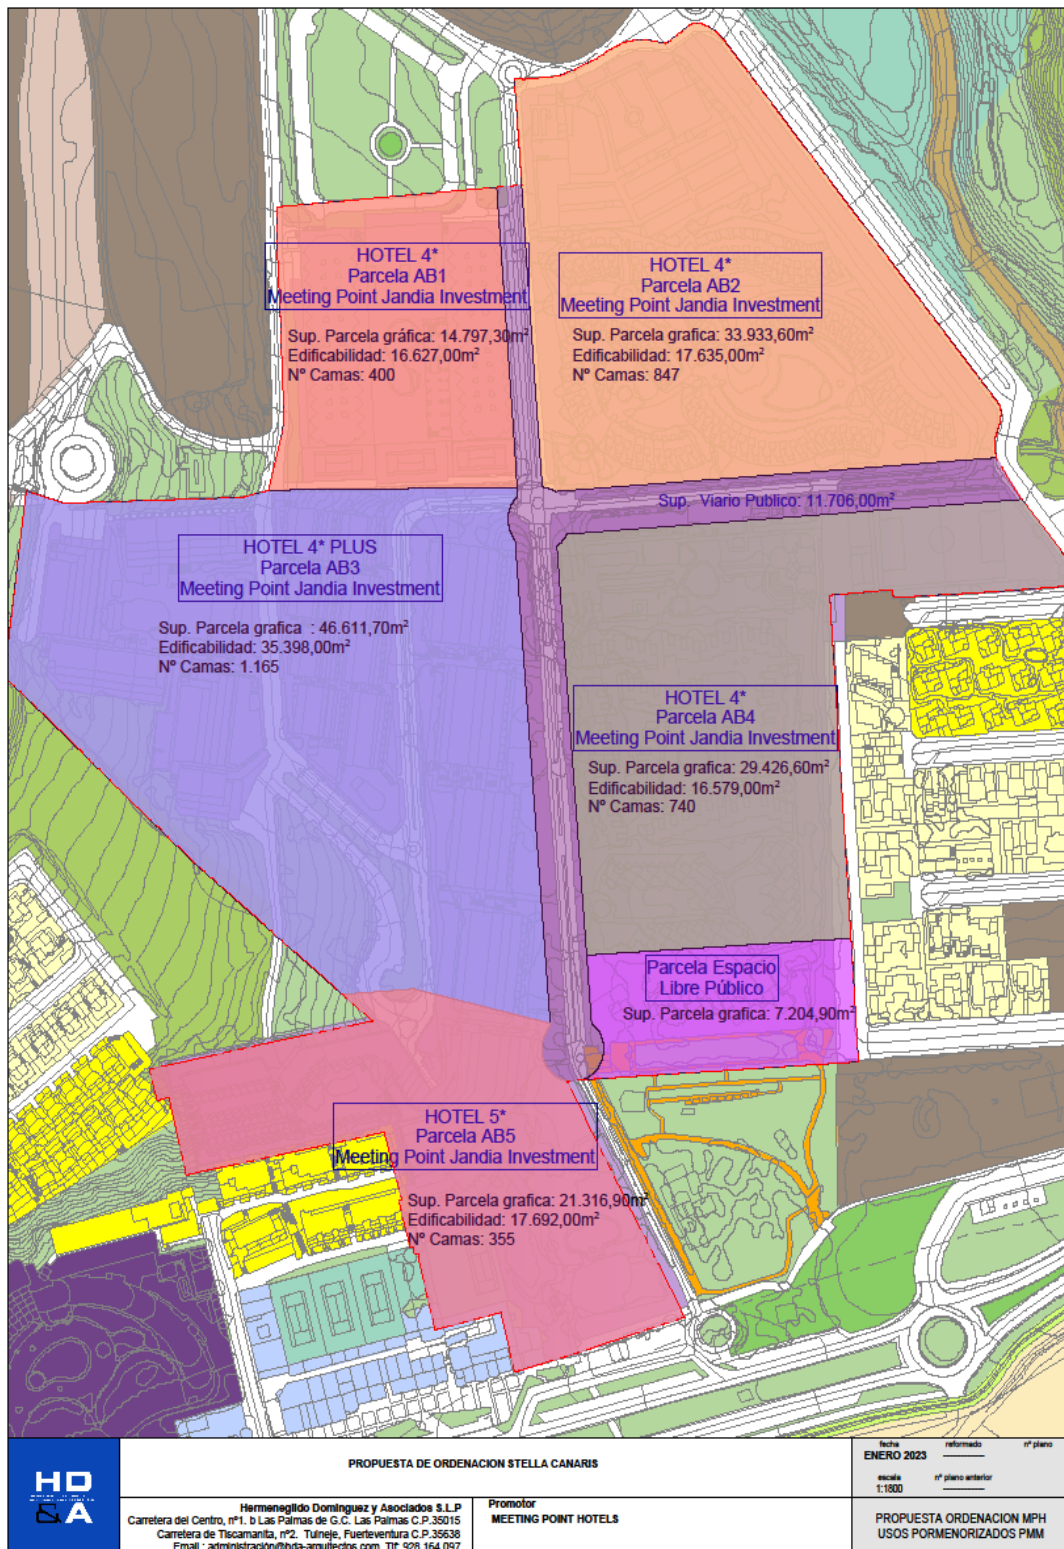 HOTEL 4*
Parcela AB1
Meeting Point Jandia Investment
Sup. Parcela gráfica: 14.797,30m²
Edificabilidad: 16.627,00m²
Nº Camas: 400
HOTEL 4*
Parcela AB2
Meeting Point Jandia Investment
Sup. Parcela grafica: 33.933,60m²
Edificabilidad: 17.635,00m²
Nº Camas: 847
Sup. Viario Publico: 11.706,00m²
HOTEL 4* PLUS
Parcela AB3
Meeting Point Jandia Investment
Sup. Parcela grafica : 46.611,70m²
Edificabilidad: 35.398,00m²
Nº Camas: 1.165
HOTEL 4*
Parcela AB4
Meeting Point Jandia Investment
Sup. Parcela grafica: 29.426,60m²
Edificabilidad: 16.579,00m²
Nº Camas: 740
Parcela Espacio
Libre Público
Sup. Parcela grafica: 7.204,90m²
HOTEL 5*
Parcela AB5
Meeting Point Jandia Investment
Sup. Parcela grafica: 21.316,90m²
Edificabilidad: 17.692,00m²
Nº Camas: 355
HD
&A
PROPUESTA DE ORDENACION STELLA CANARIS
Hermenegildo Dominguez y Asociados S.L.P
Carretera del Centro, nº1. b Las Palmas de G.C. Las Palmas C.P.35015
Carretera de Tiscamanita, nº2. Tuineje, Fuerteventura C.P.35638
Email : administración@hda-arquitectos.com Tlf: 928 164 097
Promotor
MEETING POINT HOTELS
fecha reformado nº plano
ENERO 2023
escala nº plano anterior
1:1800
PROPUESTA ORDENACION MPH
USOS PORMENORIZADOS PMM